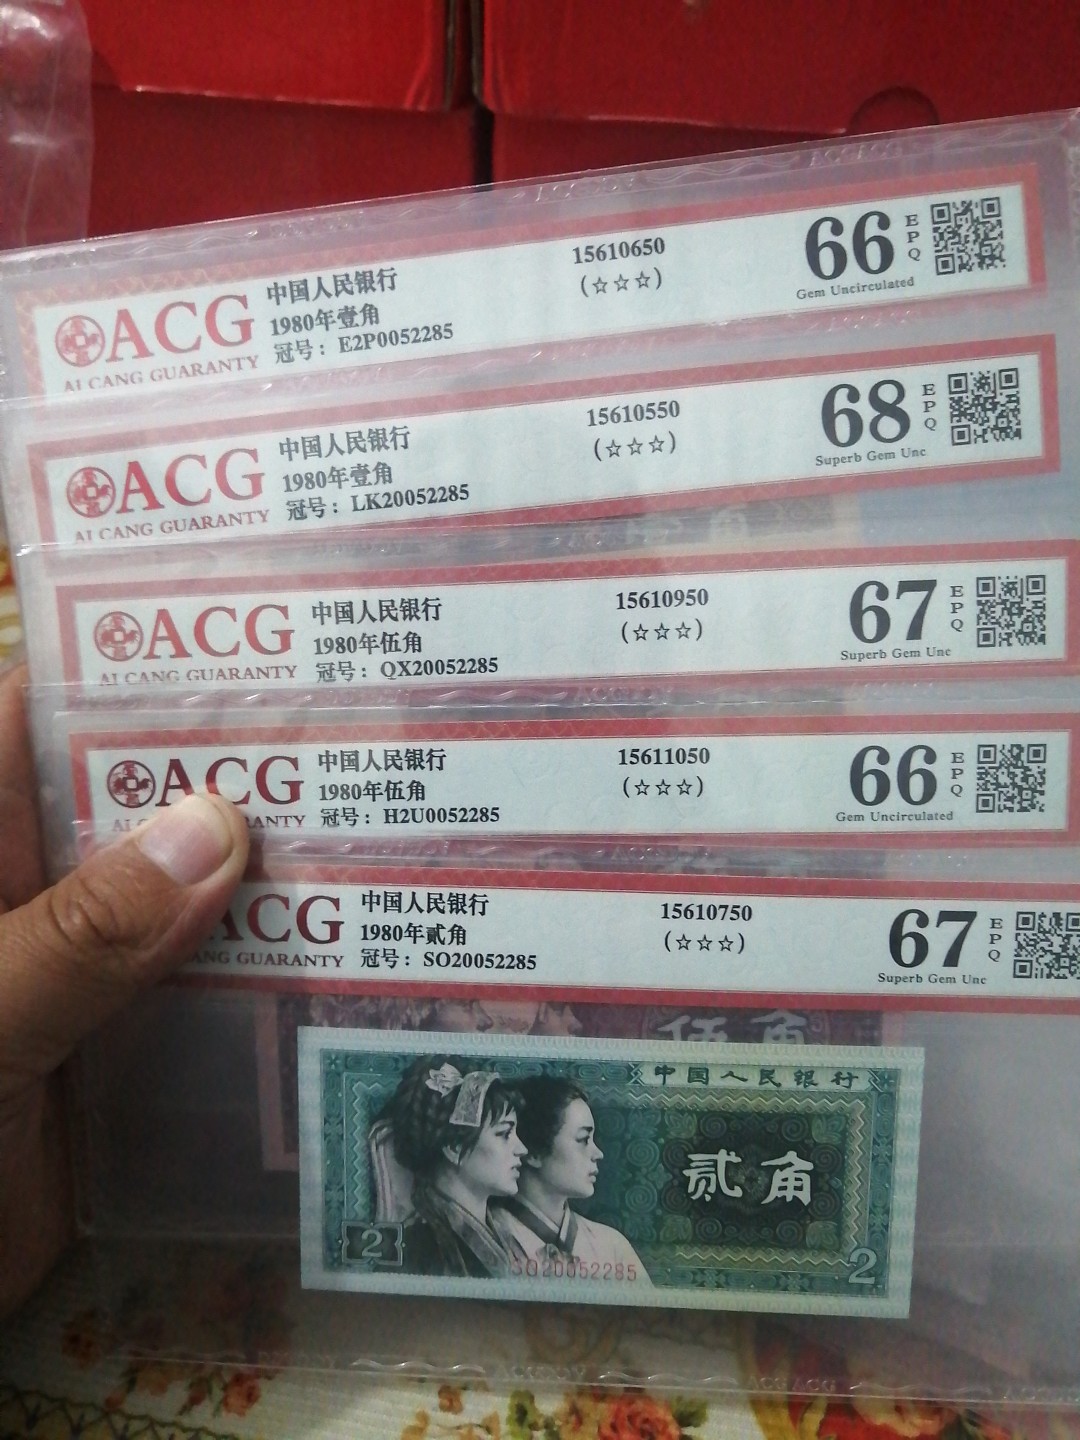 ACG
AI CANG GUARANTY
中国人民银行
1980年壹角
冠号：E2P0052285
15610650
(☆☆☆)
66
EPQ
Gem Uncirculated
ACG
AI CANG GUARANTY
中国人民银行
1980年壹角
冠号：LK20052285
15610550
(☆☆☆)
68
EPQ
Superb Gem Unc
ACG
AI CANG GUARANTY
中国人民银行
1980年伍角
冠号：QX20052285
15610950
(☆☆☆)
67
EPQ
Superb Gem Unc
ACG
中国人民银行
1980年伍角
冠号：H2U0052285
15611050
(☆☆☆)
66
EPQ
Gem Uncirculated
ACG
ANG GUARANTY
中国人民银行
1980年贰角
冠号：SO20052285
15610750
(☆☆☆)
67
EPQ
Superb Gem Unc
伍角
中国人民银行
贰角
2
SO20052285
2